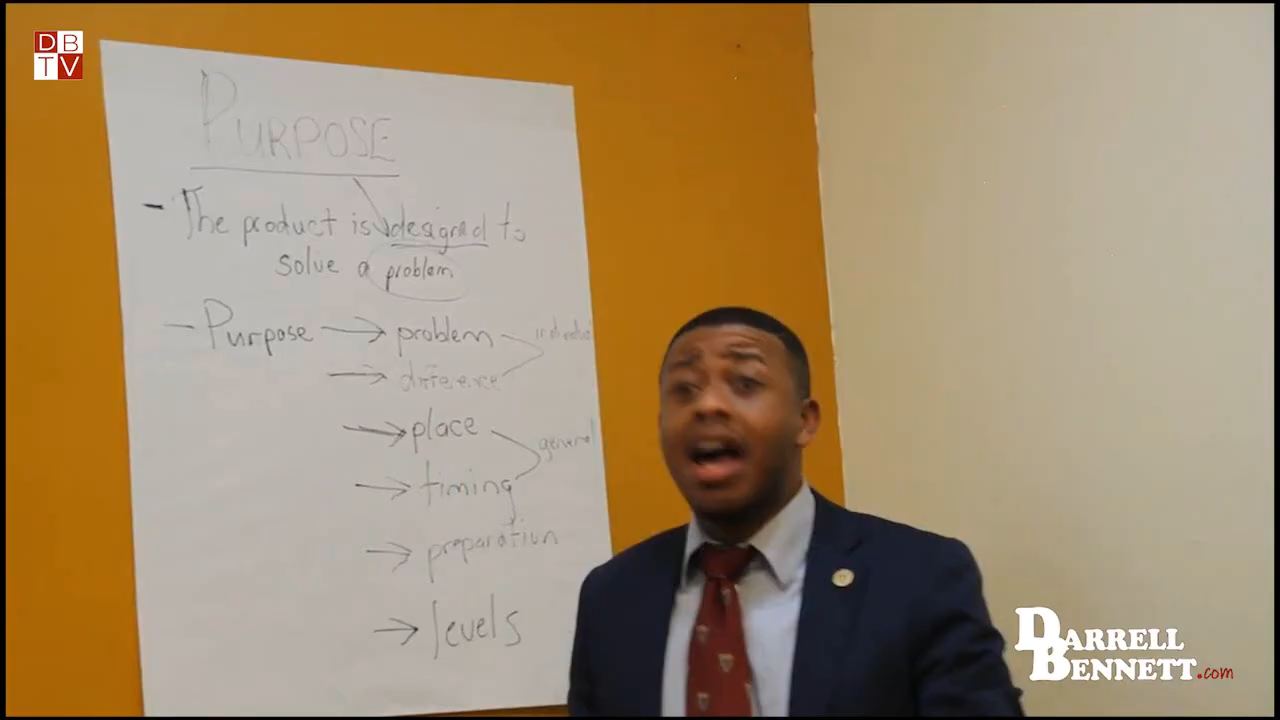 DB
TV
PURPOSE
- The product is designed to
solve a problem
- Purpose → problem
individual
→ difference
→ place
general
→ timing
→ preparation
→ levels
DARRELL
BENNETT.com